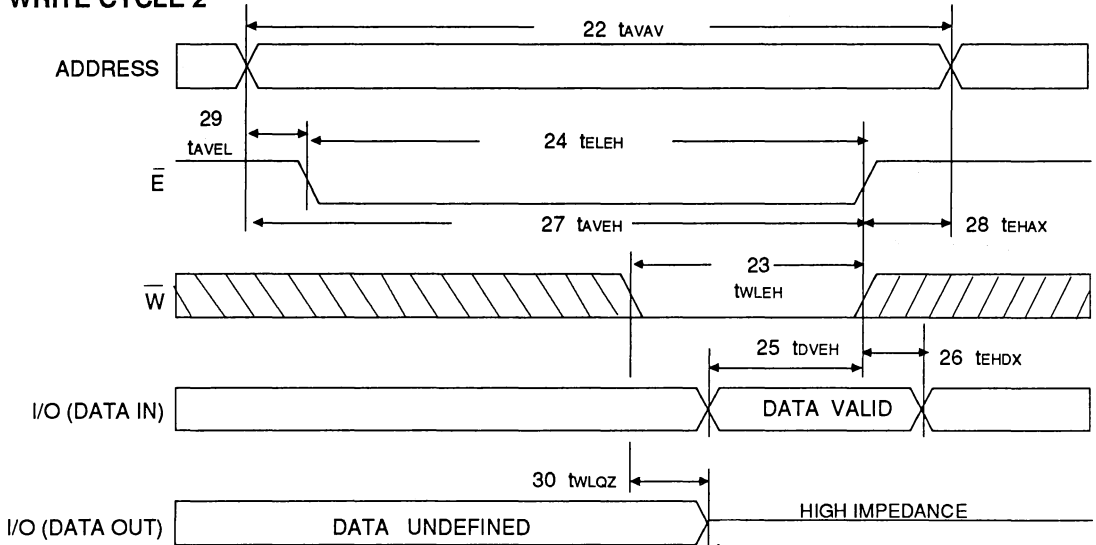 WRITE CYCLE 2
22 tAVAV
ADDRESS
29
tAVEL
24 tELEH
E̅
27 tAVEH
28 tEHAX
23
tWLEH
W̅
25 tDVEH
26 tEHDX
I/O (DATA IN)
DATA VALID
30 tWLQZ
I/O (DATA OUT)
DATA UNDEFINED
HIGH IMPEDANCE